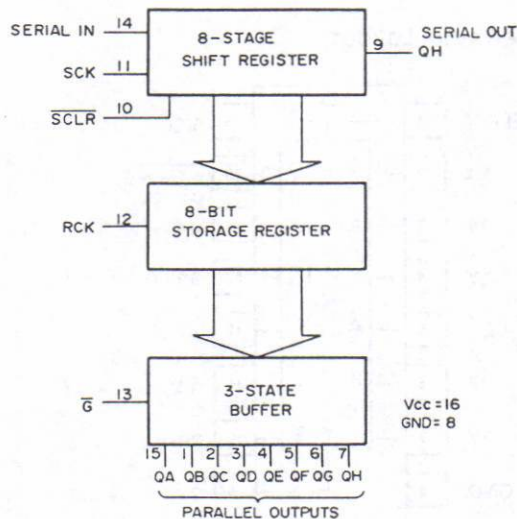 SERIAL IN 14
SCK 11
SCLR 10
8-STAGE
SHIFT REGISTER
9
SERIAL OUT
QH
RCK 12
8-BIT
STORAGE REGISTER
G 13
3-STATE
BUFFER
Vcc=16
GND=8
15 1 2 3 4 5 6 7
QA QB QC QD QE QF QG QH
PARALLEL OUTPUTS